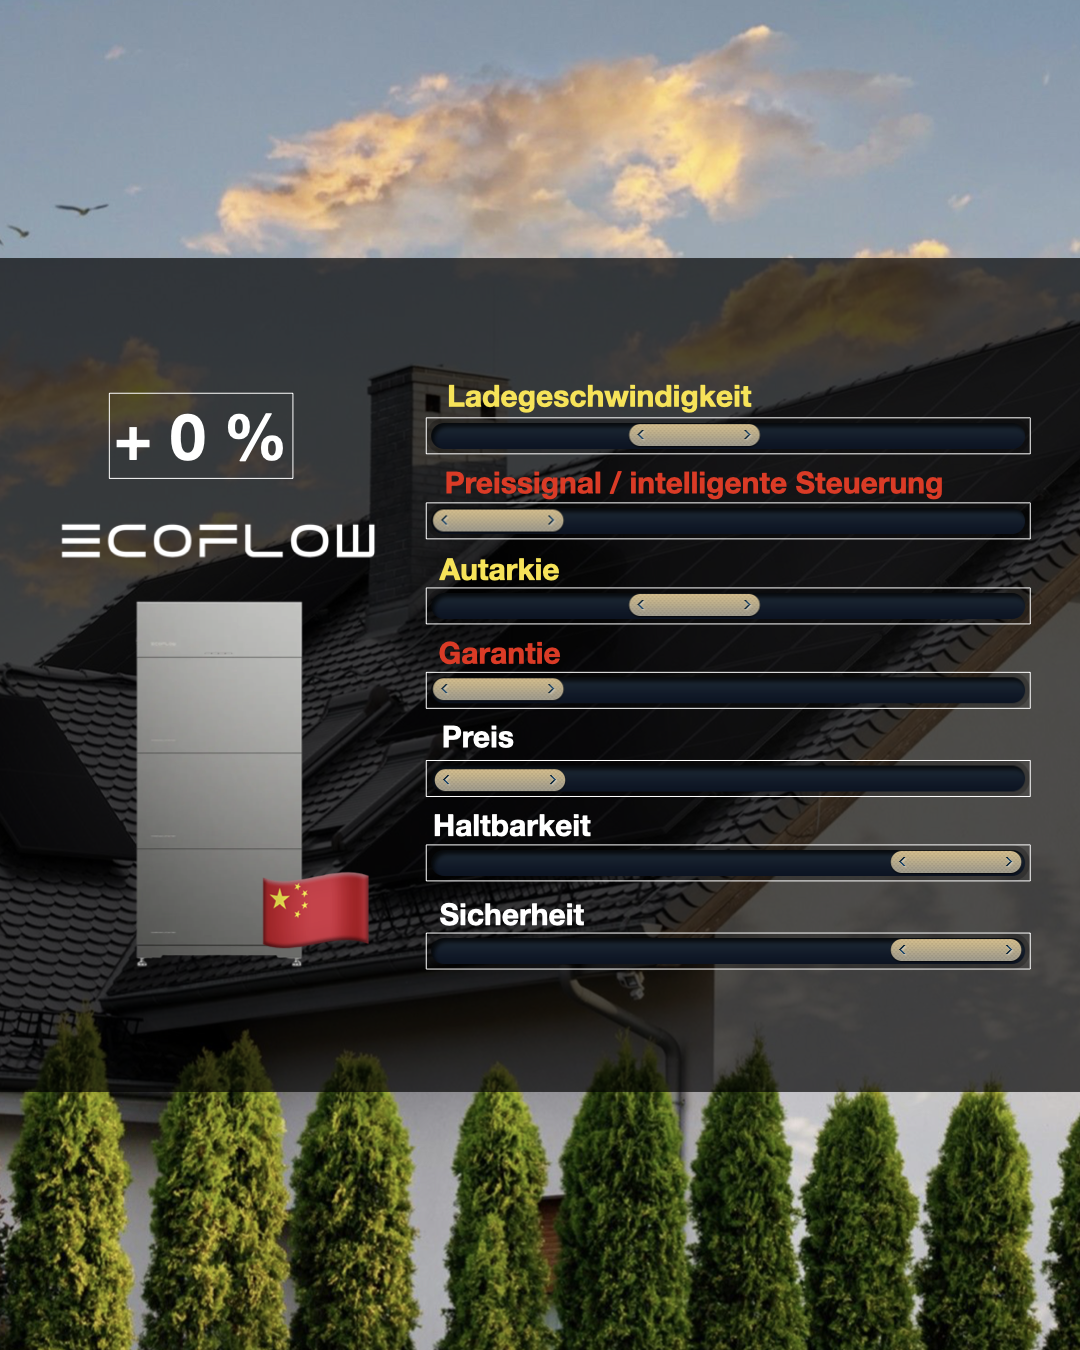 + 0 %
ECOFLOW
Ladegeschwindigkeit
Preissignal / intelligente Steuerung
Autarkie
Garantie
Preis
Haltbarkeit
Sicherheit